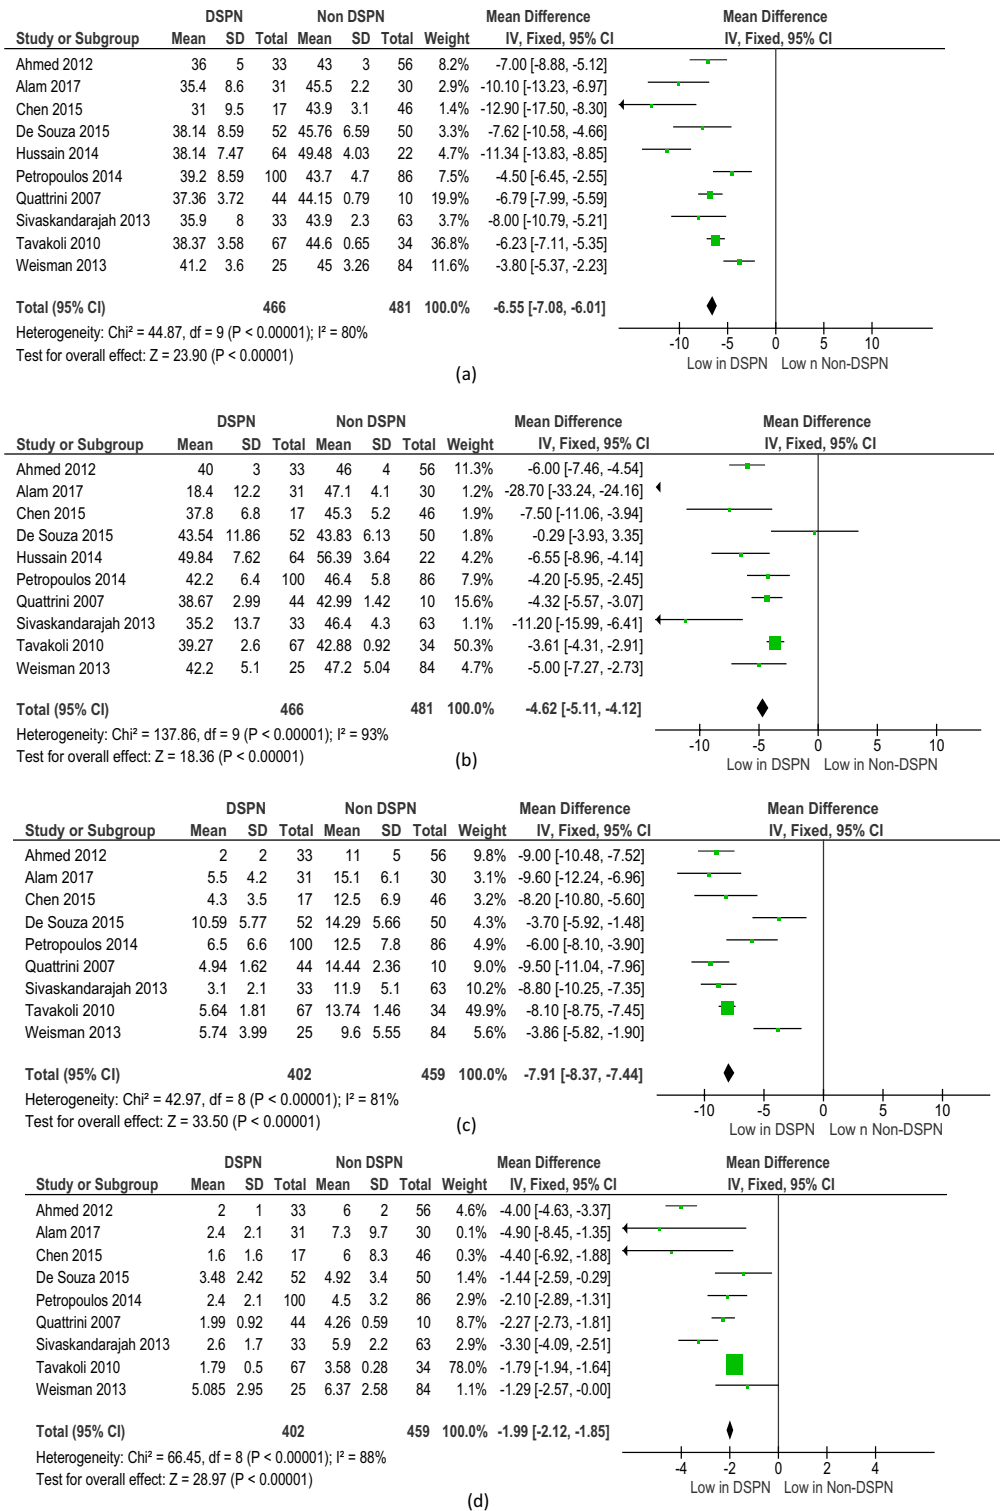 DSPN Non DSPN Mean Difference Mean Difference
Study or Subgroup Mean SD Total Mean SD Total Weight IV, Fixed, 95% CI IV, Fixed, 95% CI
Ahmed 2012 36 5 33 43 3 56 8.2% -7.00 [-8.88, -5.12]
Alam 2017 35.4 8.6 31 45.5 2.2 30 2.9% -10.10 [-13.23, -6.97]
Chen 2015 31 9.5 17 43.9 3.1 46 1.4% -12.90 [-17.50, -8.30]
De Souza 2015 38.14 8.59 52 45.76 6.59 50 3.3% -7.62 [-10.58, -4.66]
Hussain 2014 38.14 7.47 64 49.48 4.03 22 4.7% -11.34 [-13.83, -8.85]
Petropoulos 2014 39.2 8.59 100 43.7 4.7 86 7.5% -4.50 [-6.45, -2.55]
Quattrini 2007 37.36 3.72 44 44.15 0.79 10 19.9% -6.79 [-7.99, -5.59]
Sivaskandarajah 2013 35.9 8 33 43.9 2.3 63 3.7% -8.00 [-10.79, -5.21]
Tavakoli 2010 38.37 3.58 67 44.6 0.65 34 36.8% -6.23 [-7.11, -5.35]
Weisman 2013 41.2 3.6 25 45 3.26 84 11.6% -3.80 [-5.37, -2.23]
Total (95% CI) 466 481 100.0% -6.55 [-7.08, -6.01]
Heterogeneity: Chi² = 44.87, df = 9 (P < 0.00001); I² = 80%
Test for overall effect: Z = 23.90 (P < 0.00001)
-10 -5 0 5 10
Low in DSPN Low n Non-DSPN
(a)
DSPN Non DSPN Mean Difference Mean Difference
Study or Subgroup Mean SD Total Mean SD Total Weight IV, Fixed, 95% CI IV, Fixed, 95% CI
Ahmed 2012 40 3 33 46 4 56 11.3% -6.00 [-7.46, -4.54]
Alam 2017 18.4 12.2 31 47.1 4.1 30 1.2% -28.70 [-33.24, -24.16]
Chen 2015 37.8 6.8 17 45.3 5.2 46 1.9% -7.50 [-11.06, -3.94]
De Souza 2015 43.54 11.86 52 43.83 6.13 50 1.8% -0.29 [-3.93, 3.35]
Hussain 2014 49.84 7.62 64 56.39 3.64 22 4.2% -6.55 [-8.96, -4.14]
Petropoulos 2014 42.2 6.4 100 46.4 5.8 86 7.9% -4.20 [-5.95, -2.45]
Quattrini 2007 38.67 2.99 44 42.99 1.42 10 15.6% -4.32 [-5.57, -3.07]
Sivaskandarajah 2013 35.2 13.7 33 46.4 4.3 63 1.1% -11.20 [-15.99, -6.41]
Tavakoli 2010 39.27 2.6 67 42.88 0.92 34 50.3% -3.61 [-4.31, -2.91]
Weisman 2013 42.2 5.1 25 47.2 5.04 84 4.7% -5.00 [-7.27, -2.73]
Total (95% CI) 466 481 100.0% -4.62 [-5.11, -4.12]
Heterogeneity: Chi² = 137.86, df = 9 (P < 0.00001); I² = 93%
Test for overall effect: Z = 18.36 (P < 0.00001)
-10 -5 0 5 10
Low in DSPN Low in Non-DSPN
(b)
DSPN Non DSPN Mean Difference Mean Difference
Study or Subgroup Mean SD Total Mean SD Total Weight IV, Fixed, 95% CI IV, Fixed, 95% CI
Ahmed 2012 2 2 33 11 5 56 9.8% -9.00 [-10.48, -7.52]
Alam 2017 5.5 4.2 31 15.1 6.1 30 3.1% -9.60 [-12.24, -6.96]
Chen 2015 4.3 3.5 17 12.5 6.9 46 3.2% -8.20 [-10.80, -5.60]
De Souza 2015 10.59 5.77 52 14.29 5.66 50 4.3% -3.70 [-5.92, -1.48]
Petropoulos 2014 6.5 6.6 100 12.5 7.8 86 4.9% -6.00 [-8.10, -3.90]
Quattrini 2007 4.94 1.62 44 14.44 2.36 10 9.0% -9.50 [-11.04, -7.96]
Sivaskandarajah 2013 3.1 2.1 33 11.9 5.1 63 10.2% -8.80 [-10.25, -7.35]
Tavakoli 2010 5.64 1.81 67 13.74 1.46 34 49.9% -8.10 [-8.75, -7.45]
Weisman 2013 5.74 3.99 25 9.6 5.55 84 5.6% -3.86 [-5.82, -1.90]
Total (95% CI) 402 459 100.0% -7.91 [-8.37, -7.44]
Heterogeneity: Chi² = 42.97, df = 8 (P < 0.00001); I² = 81%
Test for overall effect: Z = 33.50 (P < 0.00001)
-10 -5 0 5 10
Low in DSPN Low n Non-DSPN
(c)
DSPN Non DSPN Mean Difference Mean Difference
Study or Subgroup Mean SD Total Mean SD Total Weight IV, Fixed, 95% CI IV, Fixed, 95% CI
Ahmed 2012 2 1 33 6 2 56 4.6% -4.00 [-4.63, -3.37]
Alam 2017 2.4 2.1 31 7.3 9.7 30 0.1% -4.90 [-8.45, -1.35]
Chen 2015 1.6 1.6 17 6 8.3 46 0.3% -4.40 [-6.92, -1.88]
De Souza 2015 3.48 2.42 52 4.92 3.4 50 1.4% -1.44 [-2.59, -0.29]
Petropoulos 2014 2.4 2.1 100 4.5 3.2 86 2.9% -2.10 [-2.89, -1.31]
Quattrini 2007 1.99 0.92 44 4.26 0.59 10 8.7% -2.27 [-2.73, -1.81]
Sivaskandarajah 2013 2.6 1.7 33 5.9 2.2 63 2.9% -3.30 [-4.09, -2.51]
Tavakoli 2010 1.79 0.5 67 3.58 0.28 34 78.0% -1.79 [-1.94, -1.64]
Weisman 2013 5.085 2.95 25 6.37 2.58 84 1.1% -1.29 [-2.57, -0.00]
Total (95% CI) 402 459 100.0% -1.99 [-2.12, -1.85]
Heterogeneity: Chi² = 66.45, df = 8 (P < 0.00001); I² = 88%
Test for overall effect: Z = 28.97 (P < 0.00001)
-4 -2 0 2 4
Low in DSPN Low in Non-DSPN
(d)